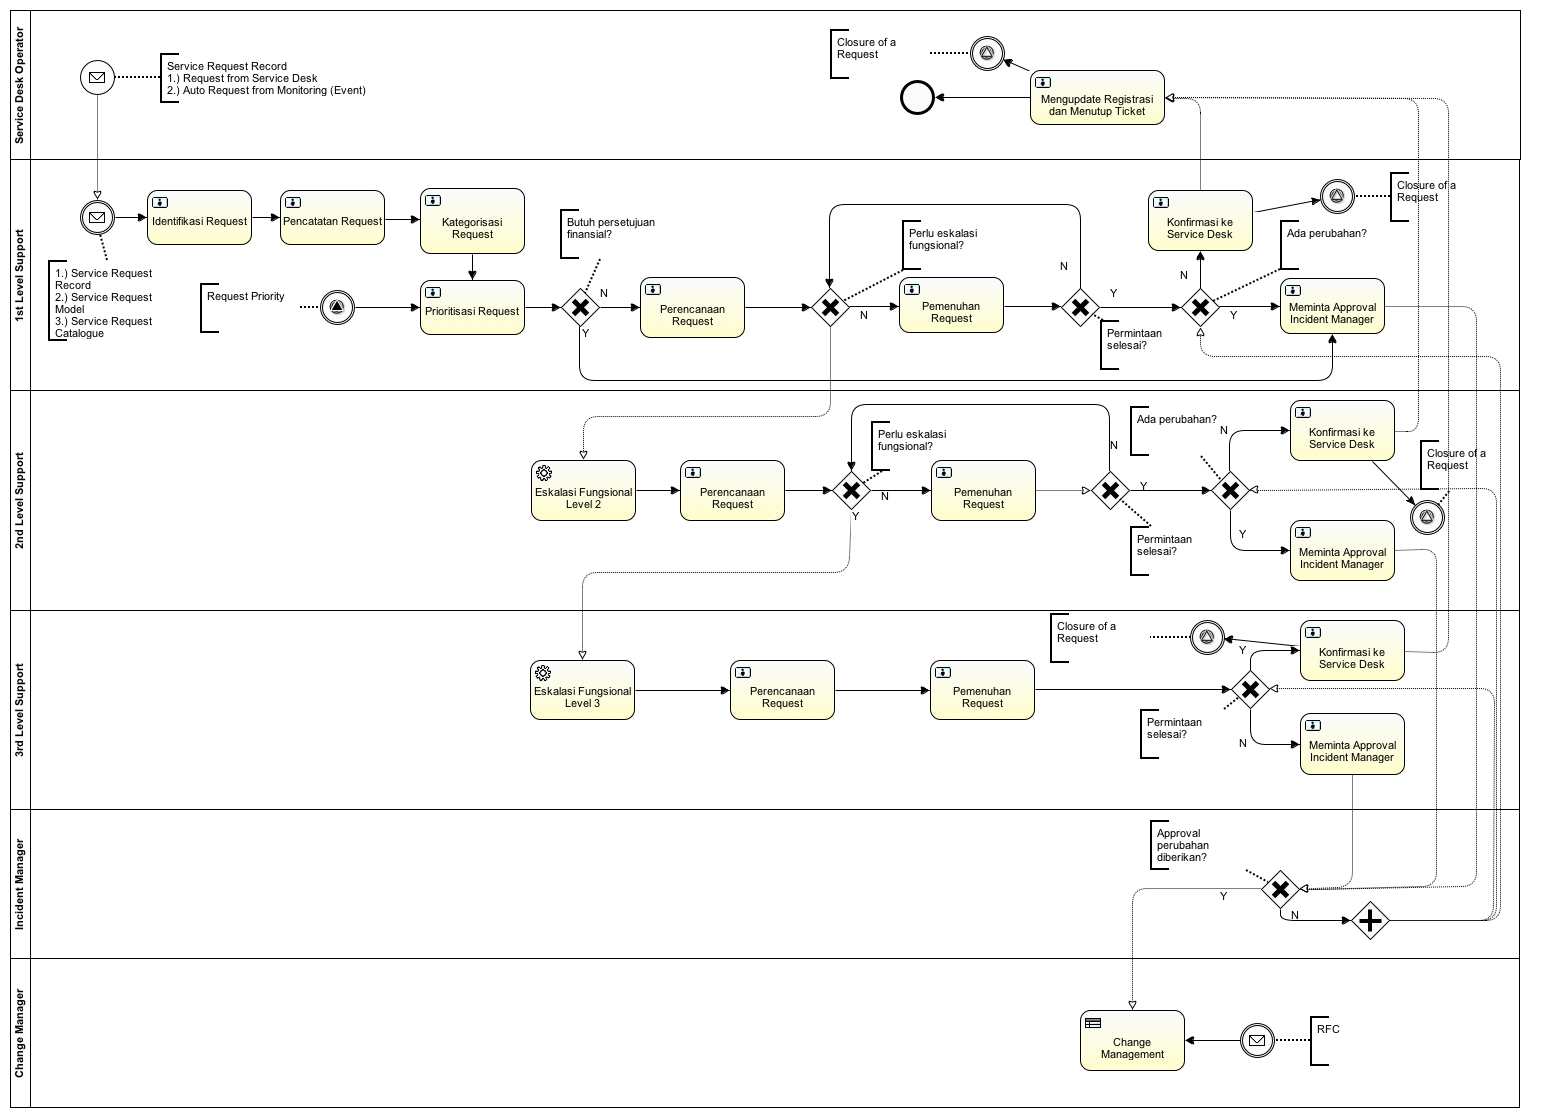 Service Desk Operator
Service Request Record
1.) Request from Service Desk
2.) Auto Request from Monitoring (Event)
Closure of a
Request
Mengupdate Registrasi
dan Menutup Ticket
1st Level Support
Identifikasi Request
Pencatatan Request
Kategorisasi
Request
1.) Service Request
Record
2.) Service Request
Model
3.) Service Request
Catalogue
Request Priority
Prioritisasi Request
Butuh persetujuan
finansial?
N
Y
Perencanaan
Request
Perlu eskalasi
fungsional?
N
Pemenuhan
Request
N
Y
Permintaan
selesai?
Konfirmasi ke
Service Desk
Closure of a
Request
Ada perubahan?
N
Y
Meminta Approval
Incident Manager
2nd Level Support
Eskalasi Fungsional
Level 2
Perencanaan
Request
Perlu eskalasi
fungsional?
N
Y
Pemenuhan
Request
N
Y
Permintaan
selesai?
Ada perubahan?
N
Y
Konfirmasi ke
Service Desk
Closure of a
Request
Meminta Approval
Incident Manager
3rd Level Support
Eskalasi Fungsional
Level 3
Perencanaan
Request
Pemenuhan
Request
Closure of a
Request
Permintaan
selesai?
Y
N
Konfirmasi ke
Service Desk
Meminta Approval
Incident Manager
Incident Manager
Approval
perubahan
diberikan?
Y
N
Change Manager
Change
Management
RFC